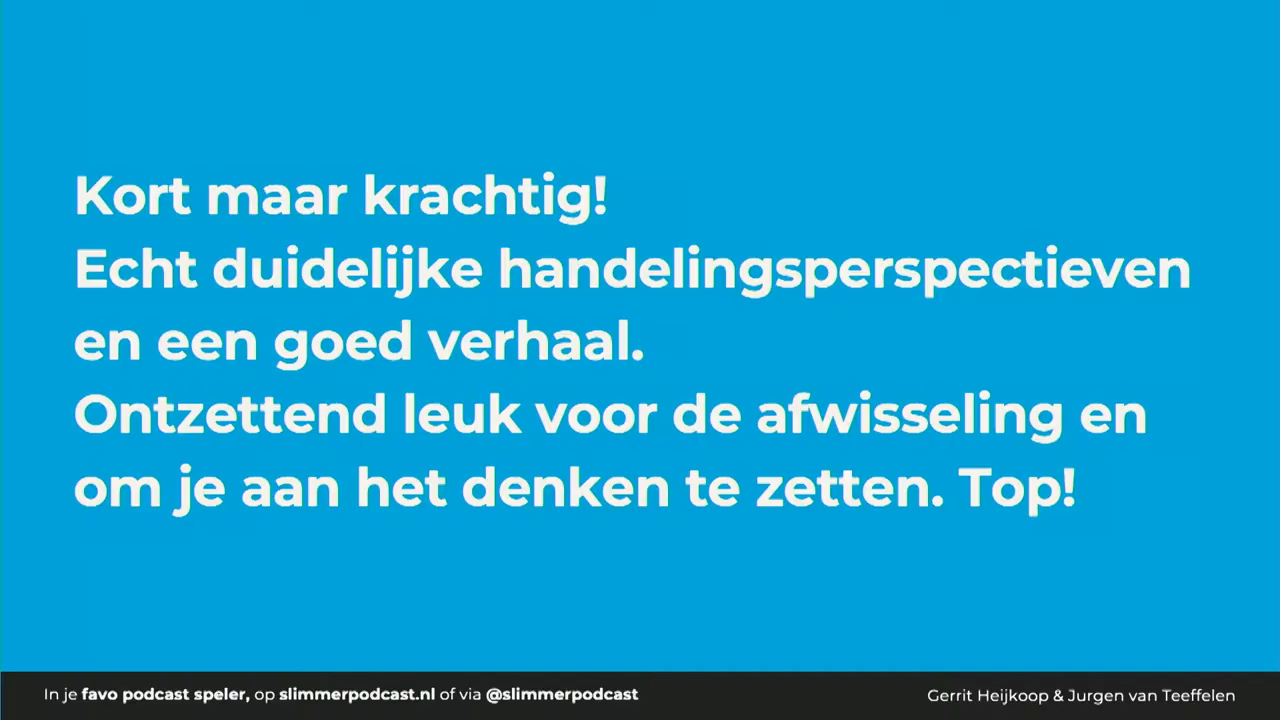 Kort maar krachtig!
Echt duidelijke handelingsperspectieven
en een goed verhaal.
Ontzettend leuk voor de afwisseling en
om je aan het denken te zetten. Top!
In je favo podcast speler, op slimmerpodcast.nl of via @slimmerpodcast
Gerrit Heijkoop & Jurgen van Teeffelen